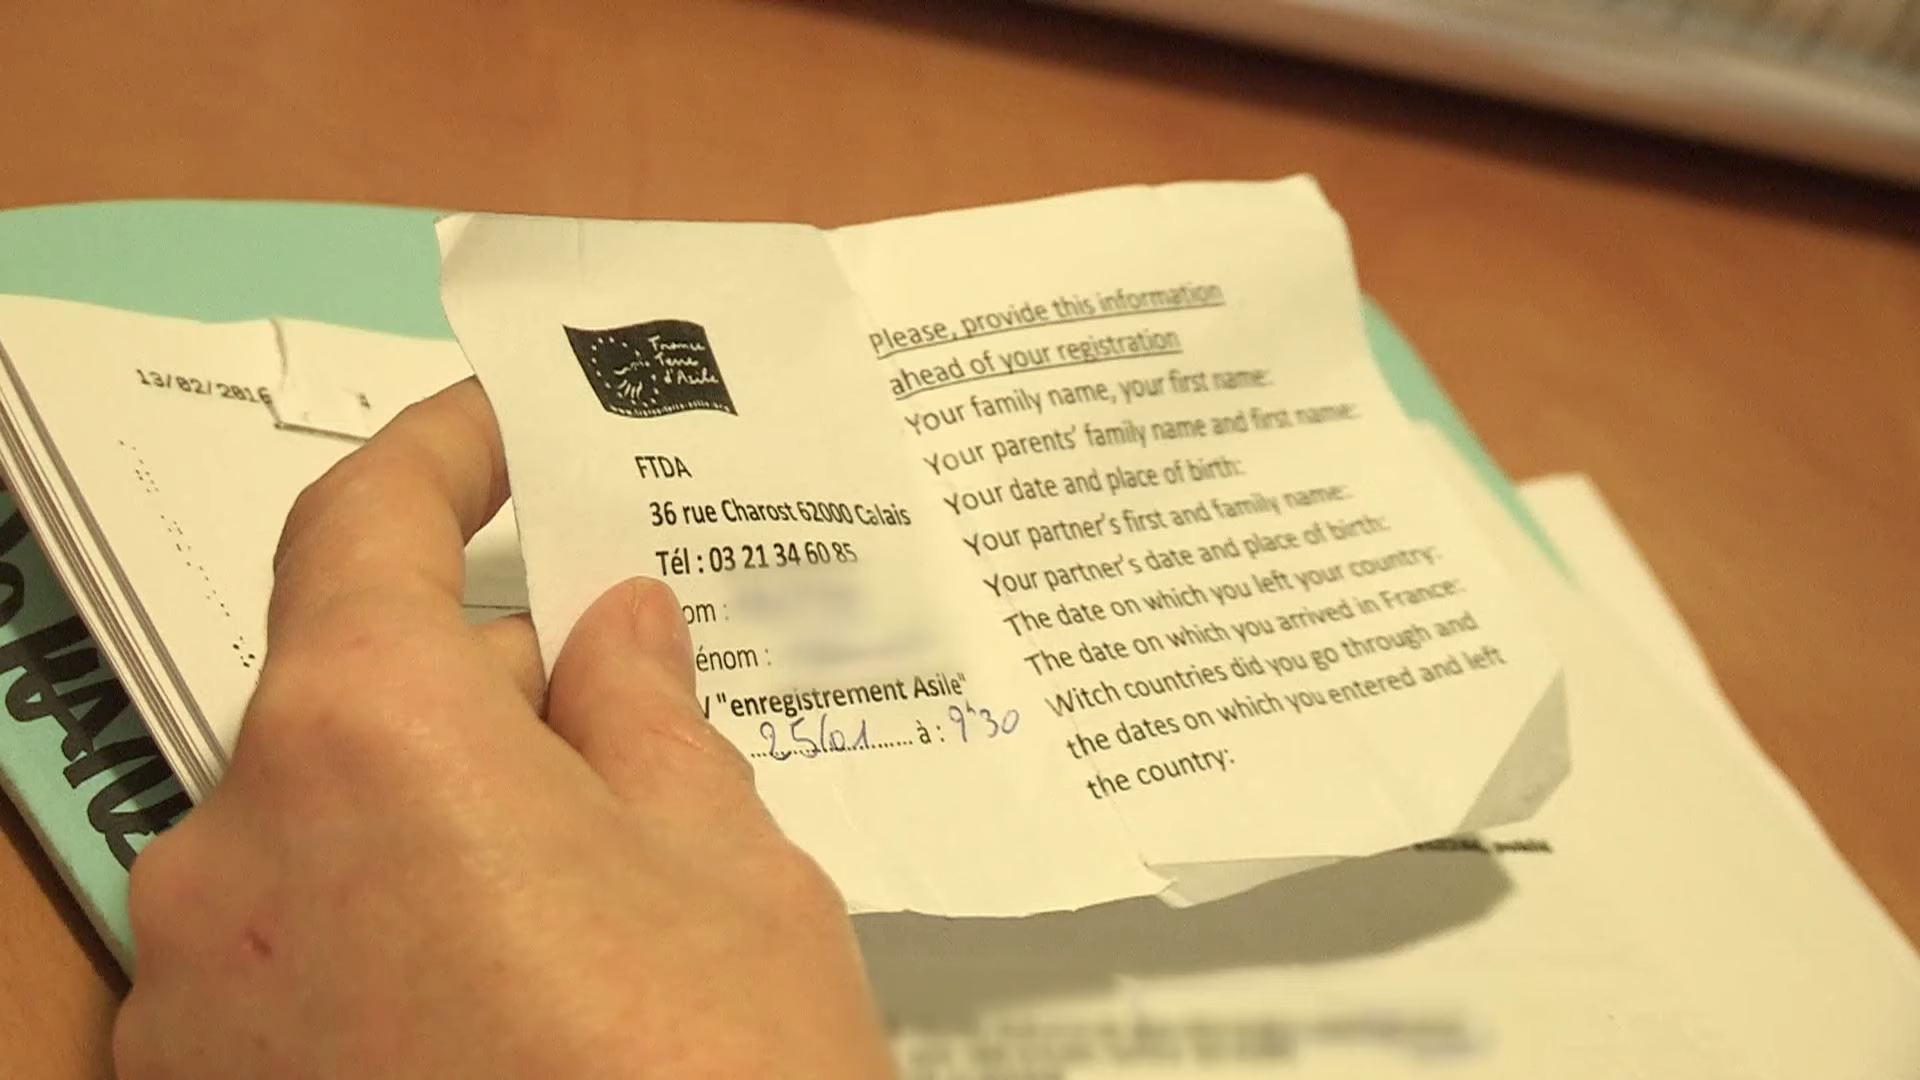 13/02/2016
France
Terre
d'Asile
FTDA
36 rue Charost 62000 Calais
Tél : 03 21 34 60 85
om :
énom :
"enregistrement Asile"
25/01 à : 9h30
Please, provide this information
ahead of your registration
Your family name, your first name:
Your parents' family name and first name:
Your date and place of birth:
Your partner's first and family name:
Your partner's date and place of birth:
The date on which you left your country:
The date on which you arrived in France:
Witch countries did you go through and
the dates on which you entered and left
the country: